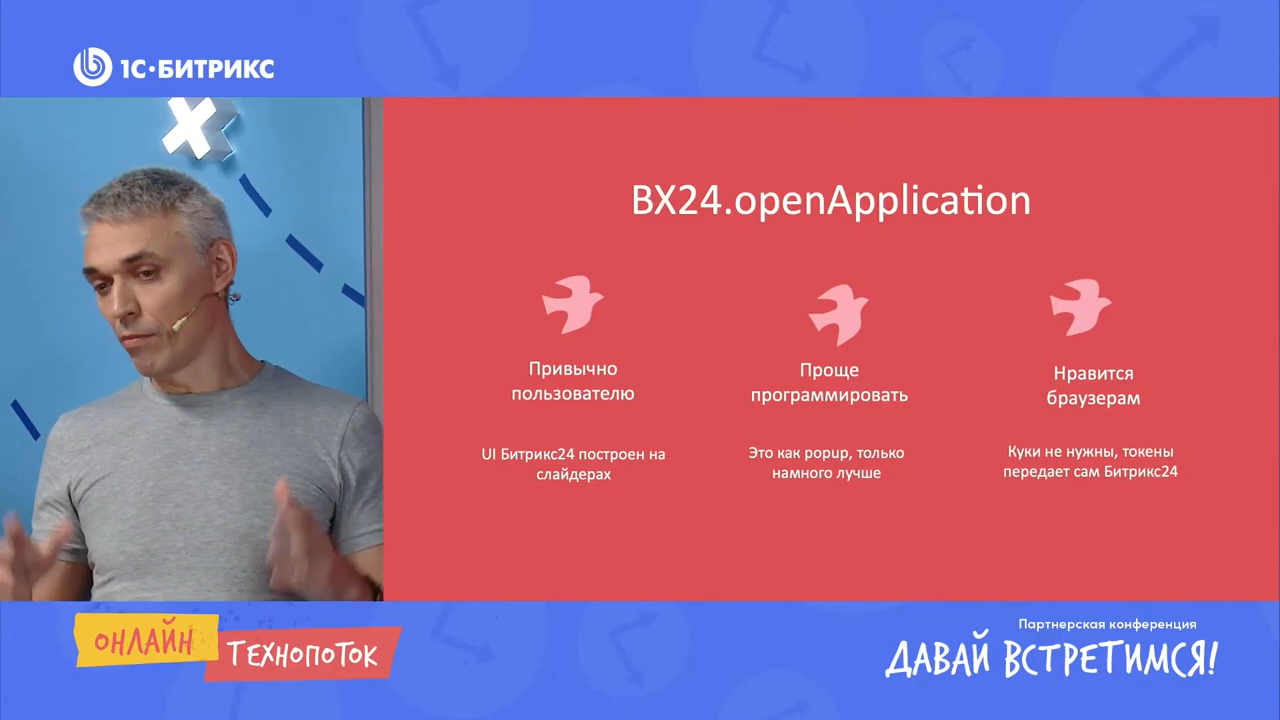 1С·БИТРИКС
BX24.openApplication
Привычно
пользователю
UI Битрикс24 построен на
слайдерах
Проще
программировать
Это как popup, только
намного лучше
Нравится
браузерам
Куки не нужны, токены
передает сам Битрикс24
ОНЛАЙН
ТЕХНОПОТОК
Партнерская конференция
ДАВАЙ ВСТРЕТИМСЯ!